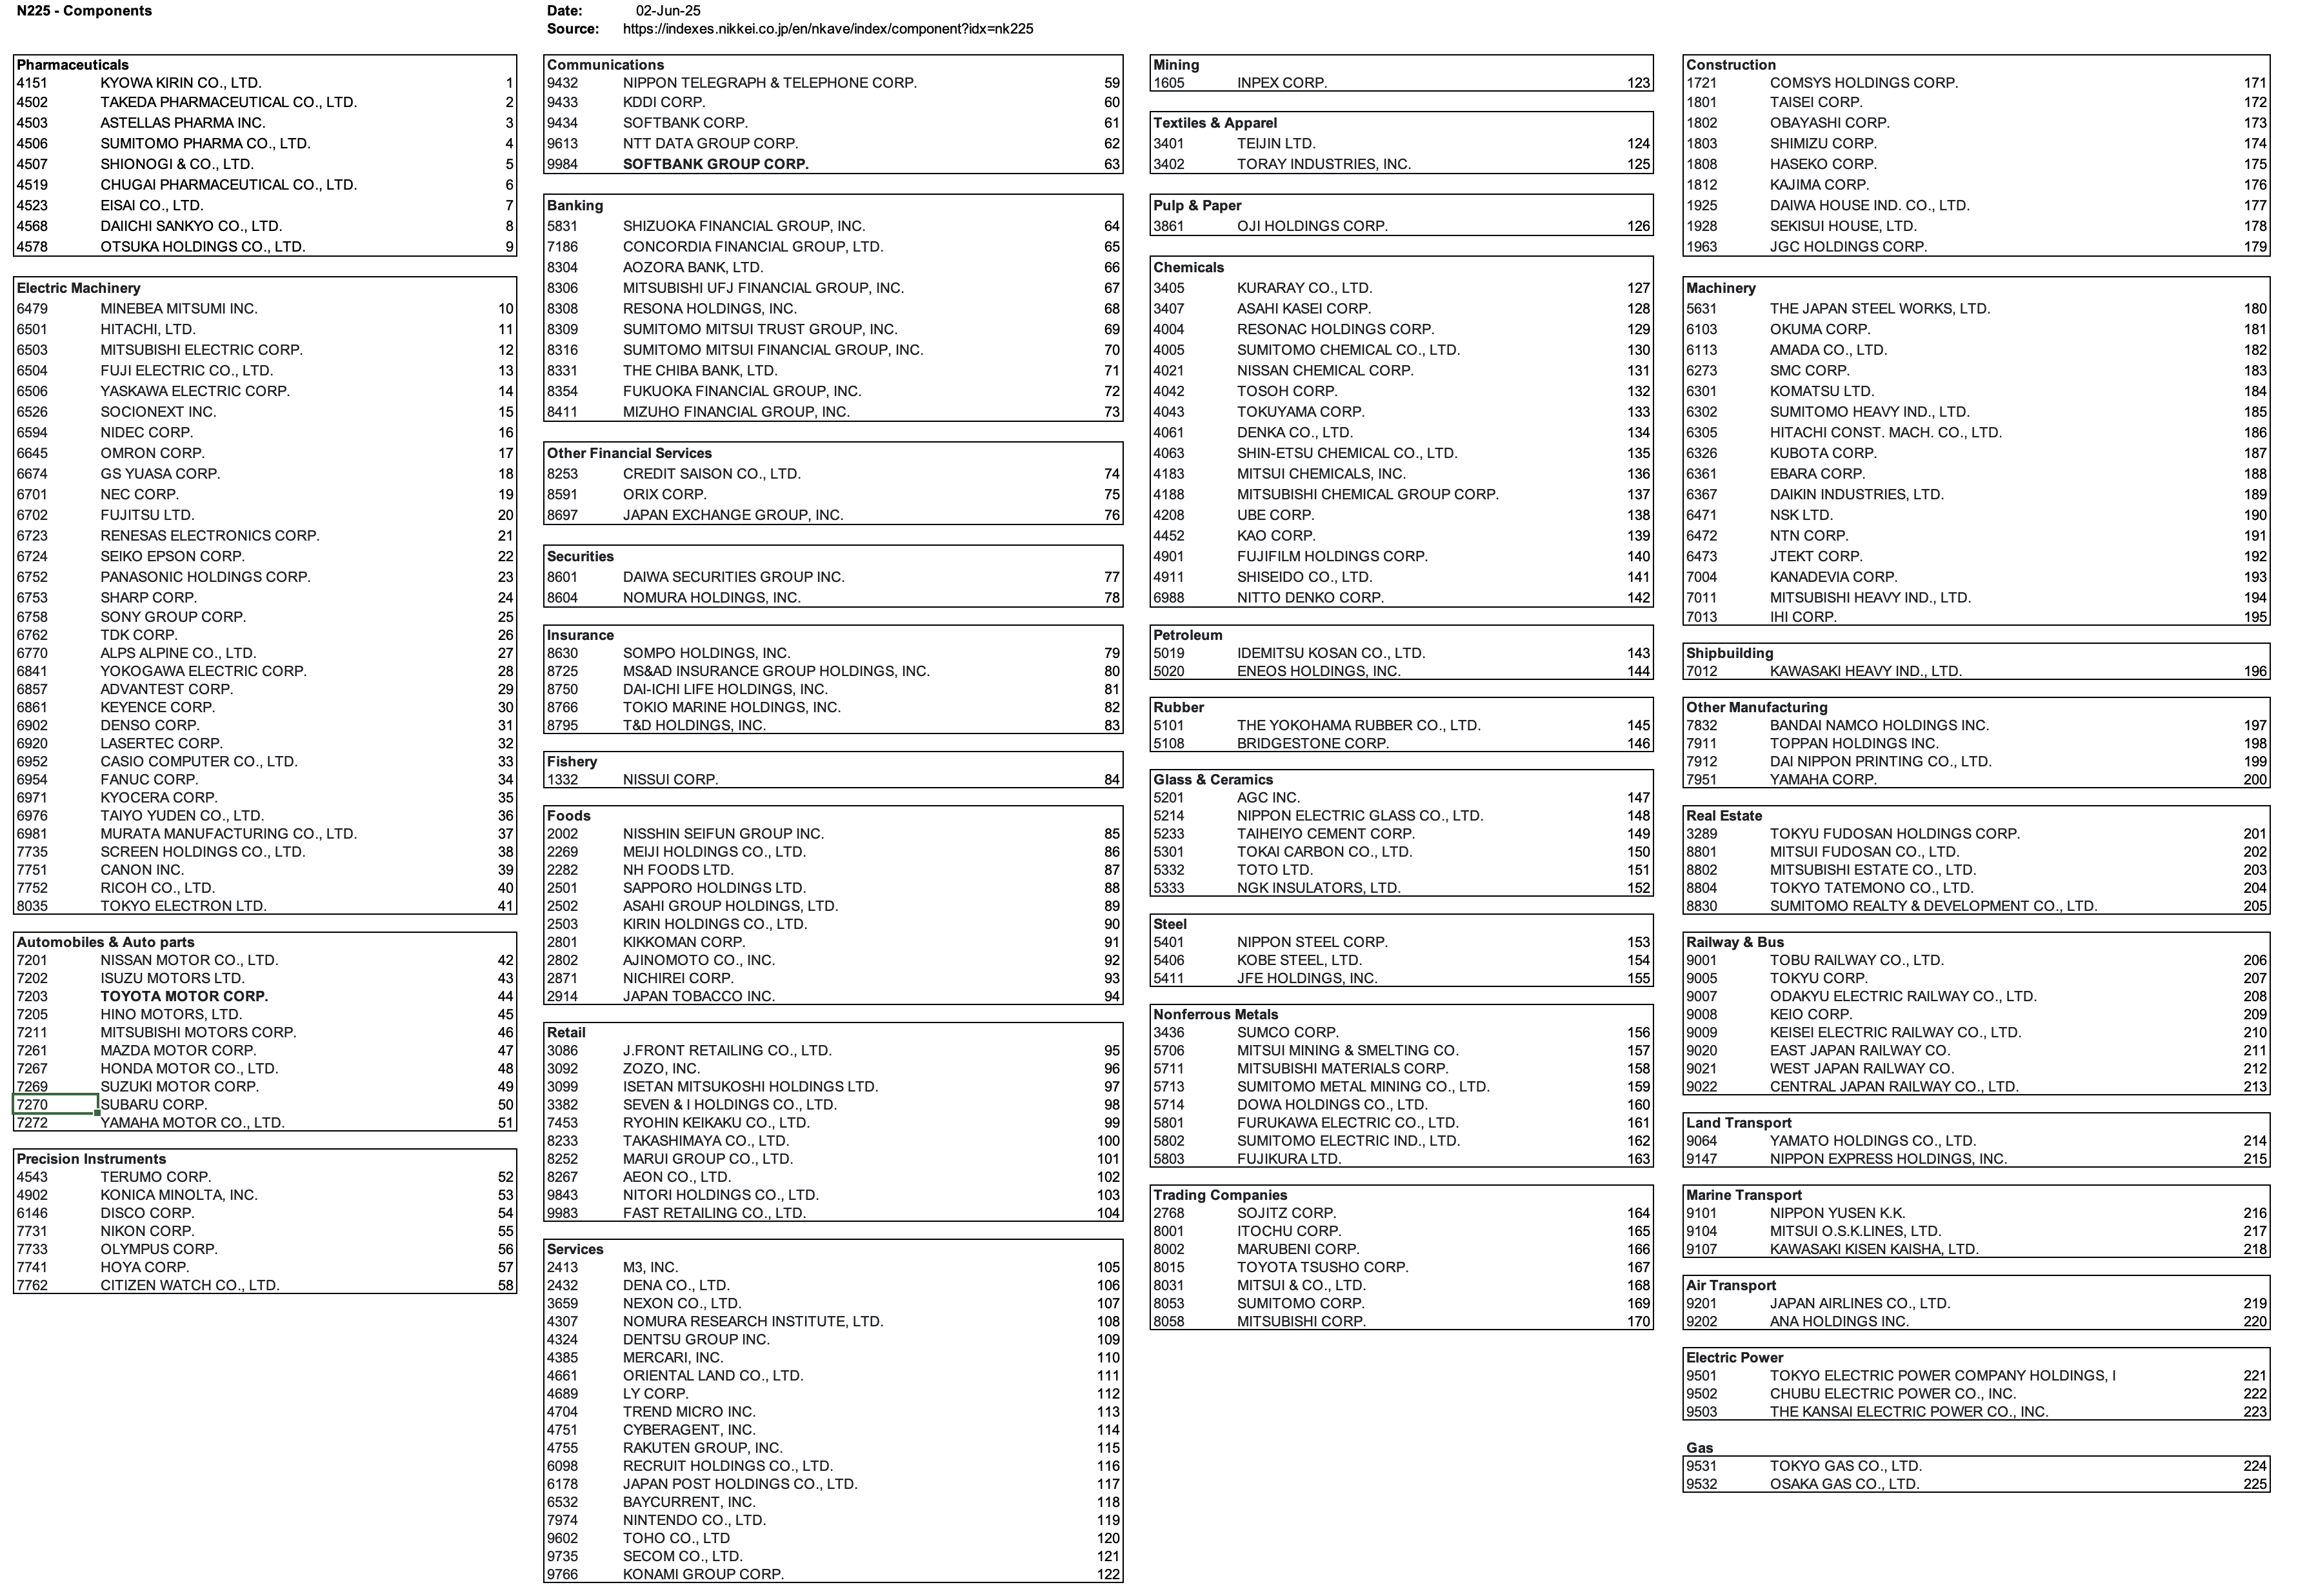 N225 - Components
Date: 02-Jun-25
Source: https://indexes.nikkei.co.jp/en/nkave/index/component?idx=nk225
Pharmaceuticals
4151 KYOWA KIRIN CO., LTD. 1
4502 TAKEDA PHARMACEUTICAL CO., LTD. 2
4503 ASTELLAS PHARMA INC. 3
4506 SUMITOMO PHARMA CO., LTD. 4
4507 SHIONOGI & CO., LTD. 5
4519 CHUGAI PHARMACEUTICAL CO., LTD. 6
4523 EISAI CO., LTD. 7
4568 DAIICHI SANKYO CO., LTD. 8
4578 OTSUKA HOLDINGS CO., LTD. 9
Electric Machinery
6479 MINEBEA MITSUMI INC. 10
6501 HITACHI, LTD. 11
6503 MITSUBISHI ELECTRIC CORP. 12
6504 FUJI ELECTRIC CO., LTD. 13
6506 YASKAWA ELECTRIC CORP. 14
6526 SOCIONEXT INC. 15
6594 NIDEC CORP. 16
6645 OMRON CORP. 17
6674 GS YUASA CORP. 18
6701 NEC CORP. 19
6702 FUJITSU LTD. 20
6723 RENESAS ELECTRONICS CORP. 21
6724 SEIKO EPSON CORP. 22
6752 PANASONIC HOLDINGS CORP. 23
6753 SHARP CORP. 24
6758 SONY GROUP CORP. 25
6762 TDK CORP. 26
6770 ALPS ALPINE CO., LTD. 27
6841 YOKOGAWA ELECTRIC CORP. 28
6857 ADVANTEST CORP. 29
6861 KEYENCE CORP. 30
6902 DENSO CORP. 31
6920 LASERTEC CORP. 32
6952 CASIO COMPUTER CO., LTD. 33
6954 FANUC CORP. 34
6971 KYOCERA CORP. 35
6976 TAIYO YUDEN CO., LTD. 36
6981 MURATA MANUFACTURING CO., LTD. 37
7735 SCREEN HOLDINGS CO., LTD. 38
7751 CANON INC. 39
7752 RICOH CO., LTD. 40
8035 TOKYO ELECTRON LTD. 41
Automobiles & Auto parts
7201 NISSAN MOTOR CO., LTD. 42
7202 ISUZU MOTORS LTD. 43
7203 TOYOTA MOTOR CORP. 44
7205 HINO MOTORS, LTD. 45
7211 MITSUBISHI MOTORS CORP. 46
7261 MAZDA MOTOR CORP. 47
7267 HONDA MOTOR CO., LTD. 48
7269 SUZUKI MOTOR CORP. 49
7270 SUBARU CORP. 50
7272 YAMAHA MOTOR CO., LTD. 51
Precision Instruments
4543 TERUMO CORP. 52
4902 KONICA MINOLTA, INC. 53
6146 DISCO CORP. 54
7731 NIKON CORP. 55
7733 OLYMPUS CORP. 56
7741 HOYA CORP. 57
7762 CITIZEN WATCH CO., LTD. 58
Communications
9432 NIPPON TELEGRAPH & TELEPHONE CORP. 59
9433 KDDI CORP. 60
9434 SOFTBANK CORP. 61
9613 NTT DATA GROUP CORP. 62
9984 SOFTBANK GROUP CORP. 63
Banking
5831 SHIZUOKA FINANCIAL GROUP, INC. 64
7186 CONCORDIA FINANCIAL GROUP, LTD. 65
8304 AOZORA BANK, LTD. 66
8306 MITSUBISHI UFJ FINANCIAL GROUP, INC. 67
8308 RESONA HOLDINGS, INC. 68
8309 SUMITOMO MITSUI TRUST GROUP, INC. 69
8316 SUMITOMO MITSUI FINANCIAL GROUP, INC. 70
8331 THE CHIBA BANK, LTD. 71
8354 FUKUOKA FINANCIAL GROUP, INC. 72
8411 MIZUHO FINANCIAL GROUP, INC. 73
Other Financial Services
8253 CREDIT SAISON CO., LTD. 74
8591 ORIX CORP. 75
8697 JAPAN EXCHANGE GROUP, INC. 76
Securities
8601 DAIWA SECURITIES GROUP INC. 77
8604 NOMURA HOLDINGS, INC. 78
Insurance
8630 SOMPO HOLDINGS, INC. 79
8725 MS&AD INSURANCE GROUP HOLDINGS, INC. 80
8750 DAI-ICHI LIFE HOLDINGS, INC. 81
8766 TOKIO MARINE HOLDINGS, INC. 82
8795 T&D HOLDINGS, INC. 83
Fishery
1332 NISSUI CORP. 84
Foods
2002 NISSHIN SEIFUN GROUP INC. 85
2269 MEIJI HOLDINGS CO., LTD. 86
2282 NH FOODS LTD. 87
2501 SAPPORO HOLDINGS LTD. 88
2502 ASAHI GROUP HOLDINGS, LTD. 89
2503 KIRIN HOLDINGS CO., LTD. 90
2801 KIKKOMAN CORP. 91
2802 AJINOMOTO CO., INC. 92
2871 NICHIREI CORP. 93
2914 JAPAN TOBACCO INC. 94
Retail
3086 J.FRONT RETAILING CO., LTD. 95
3092 ZOZO, INC. 96
3099 ISETAN MITSUKOSHI HOLDINGS LTD. 97
3382 SEVEN & I HOLDINGS CO., LTD. 98
7453 RYOHIN KEIKAKU CO., LTD. 99
8233 TAKASHIMAYA CO., LTD. 100
8252 MARUI GROUP CO., LTD. 101
8267 AEON CO., LTD. 102
9843 NITORI HOLDINGS CO., LTD. 103
9983 FAST RETAILING CO., LTD. 104
Services
2413 M3, INC. 105
2432 DENA CO., LTD. 106
3659 NEXON CO., LTD. 107
4307 NOMURA RESEARCH INSTITUTE, LTD. 108
4324 DENTSU GROUP INC. 109
4385 MERCARI, INC. 110
4661 ORIENTAL LAND CO., LTD. 111
4689 LY CORP. 112
4704 TREND MICRO INC. 113
4751 CYBERAGENT, INC. 114
4755 RAKUTEN GROUP, INC. 115
6098 RECRUIT HOLDINGS CO., LTD. 116
6178 JAPAN POST HOLDINGS CO., LTD. 117
6532 BAYCURRENT, INC. 118
7974 NINTENDO CO., LTD. 119
9602 TOHO CO., LTD 120
9735 SECOM CO., LTD. 121
9766 KONAMI GROUP CORP. 122
Mining
1605 INPEX CORP. 123
Textiles & Apparel
3401 TEIJIN LTD. 124
3402 TORAY INDUSTRIES, INC. 125
Pulp & Paper
3861 OJI HOLDINGS CORP. 126
Chemicals
3405 KURARAY CO., LTD. 127
3407 ASAHI KASEI CORP. 128
4004 RESONAC HOLDINGS CORP. 129
4005 SUMITOMO CHEMICAL CO., LTD. 130
4021 NISSAN CHEMICAL CORP. 131
4042 TOSOH CORP. 132
4043 TOKUYAMA CORP. 133
4061 DENKA CO., LTD. 134
4063 SHIN-ETSU CHEMICAL CO., LTD. 135
4183 MITSUI CHEMICALS, INC. 136
4188 MITSUBISHI CHEMICAL GROUP CORP. 137
4208 UBE CORP. 138
4452 KAO CORP. 139
4901 FUJIFILM HOLDINGS CORP. 140
4911 SHISEIDO CO., LTD. 141
6988 NITTO DENKO CORP. 142
Petroleum
5019 IDEMITSU KOSAN CO., LTD. 143
5020 ENEOS HOLDINGS, INC. 144
Rubber
5101 THE YOKOHAMA RUBBER CO., LTD. 145
5108 BRIDGESTONE CORP. 146
Glass & Ceramics
5201 AGC INC. 147
5214 NIPPON ELECTRIC GLASS CO., LTD. 148
5233 TAIHEIYO CEMENT CORP. 149
5301 TOKAI CARBON CO., LTD. 150
5332 TOTO LTD. 151
5333 NGK INSULATORS, LTD. 152
Steel
5401 NIPPON STEEL CORP. 153
5406 KOBE STEEL, LTD. 154
5411 JFE HOLDINGS, INC. 155
Nonferrous Metals
3436 SUMCO CORP. 156
5706 MITSUI MINING & SMELTING CO. 157
5711 MITSUBISHI MATERIALS CORP. 158
5713 SUMITOMO METAL MINING CO., LTD. 159
5714 DOWA HOLDINGS CO., LTD. 160
5801 FURUKAWA ELECTRIC CO., LTD. 161
5802 SUMITOMO ELECTRIC IND., LTD. 162
5803 FUJIKURA LTD. 163
Trading Companies
2768 SOJITZ CORP. 164
8001 ITOCHU CORP. 165
8002 MARUBENI CORP. 166
8015 TOYOTA TSUSHO CORP. 167
8031 MITSUI & CO., LTD. 168
8053 SUMITOMO CORP. 169
8058 MITSUBISHI CORP. 170
Construction
1721 COMSYS HOLDINGS CORP. 171
1801 TAISEI CORP. 172
1802 OBAYASHI CORP. 173
1803 SHIMIZU CORP. 174
1808 HASEKO CORP. 175
1812 KAJIMA CORP. 176
1925 DAIWA HOUSE IND. CO., LTD. 177
1928 SEKISUI HOUSE, LTD. 178
1963 JGC HOLDINGS CORP. 179
Machinery
5631 THE JAPAN STEEL WORKS, LTD. 180
6103 OKUMA CORP. 181
6113 AMADA CO., LTD. 182
6273 SMC CORP. 183
6301 KOMATSU LTD. 184
6302 SUMITOMO HEAVY IND., LTD. 185
6305 HITACHI CONST. MACH. CO., LTD. 186
6326 KUBOTA CORP. 187
6361 EBARA CORP. 188
6367 DAIKIN INDUSTRIES, LTD. 189
6471 NSK LTD. 190
6472 NTN CORP. 191
6473 JTEKT CORP. 192
7004 KANADEVIA CORP. 193
7011 MITSUBISHI HEAVY IND., LTD. 194
7013 IHI CORP. 195
Shipbuilding
7012 KAWASAKI HEAVY IND., LTD. 196
Other Manufacturing
7832 BANDAI NAMCO HOLDINGS INC. 197
7911 TOPPAN HOLDINGS INC. 198
7912 DAI NIPPON PRINTING CO., LTD. 199
7951 YAMAHA CORP. 200
Real Estate
3289 TOKYU FUDOSAN HOLDINGS CORP. 201
8801 MITSUI FUDOSAN CO., LTD. 202
8802 MITSUBISHI ESTATE CO., LTD. 203
8804 TOKYO TATEMONO CO., LTD. 204
8830 SUMITOMO REALTY & DEVELOPMENT CO., LTD. 205
Railway & Bus
9001 TOBU RAILWAY CO., LTD. 206
9005 TOKYU CORP. 207
9007 ODAKYU ELECTRIC RAILWAY CO., LTD. 208
9008 KEIO CORP. 209
9009 KEISEI ELECTRIC RAILWAY CO., LTD. 210
9020 EAST JAPAN RAILWAY CO. 211
9021 WEST JAPAN RAILWAY CO. 212
9022 CENTRAL JAPAN RAILWAY CO., LTD. 213
Land Transport
9064 YAMATO HOLDINGS CO., LTD. 214
9147 NIPPON EXPRESS HOLDINGS, INC. 215
Marine Transport
9101 NIPPON YUSEN K.K. 216
9104 MITSUI O.S.K.LINES, LTD. 217
9107 KAWASAKI KISEN KAISHA, LTD. 218
Air Transport
9201 JAPAN AIRLINES CO., LTD. 219
9202 ANA HOLDINGS INC. 220
Electric Power
9501 TOKYO ELECTRIC POWER COMPANY HOLDINGS, I 221
9502 CHUBU ELECTRIC POWER CO., INC. 222
9503 THE KANSAI ELECTRIC POWER CO., INC. 223
Gas
9531 TOKYO GAS CO., LTD. 224
9532 OSAKA GAS CO., LTD. 225